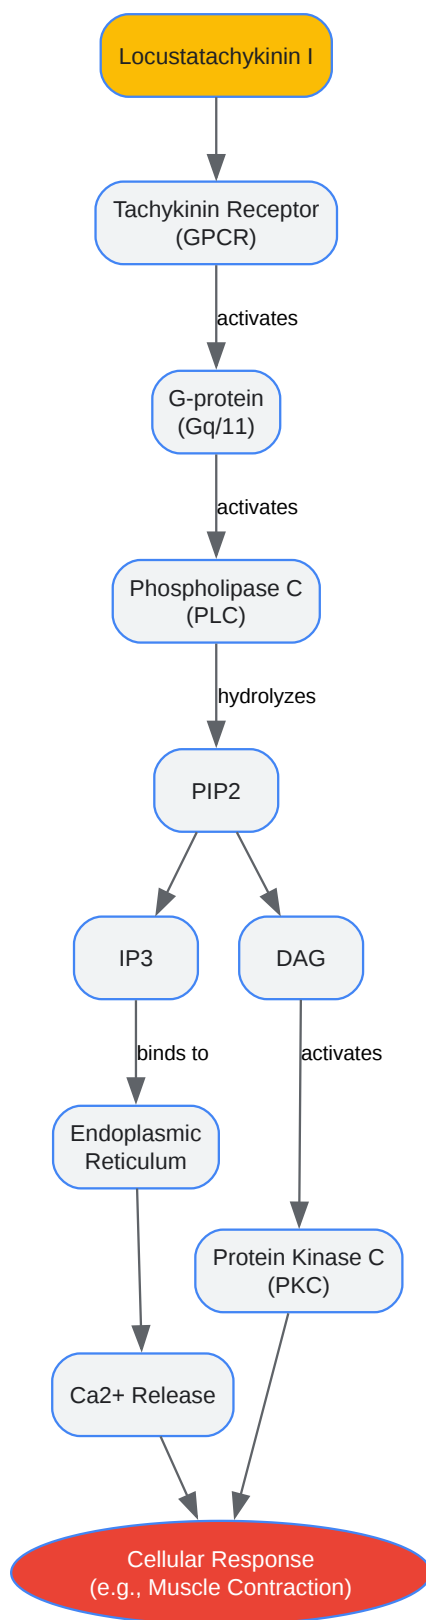 Locustatachykinin I
Tachykinin Receptor
(GPCR)
activates
G-protein
(Gq/11)
activates
Phospholipase C
(PLC)
hydrolyzes
PIP2
IP3
DAG
binds to
activates
Endoplasmic
Reticulum
Protein Kinase C
(PKC)
Ca2+ Release
Cellular Response
(e.g., Muscle Contraction)